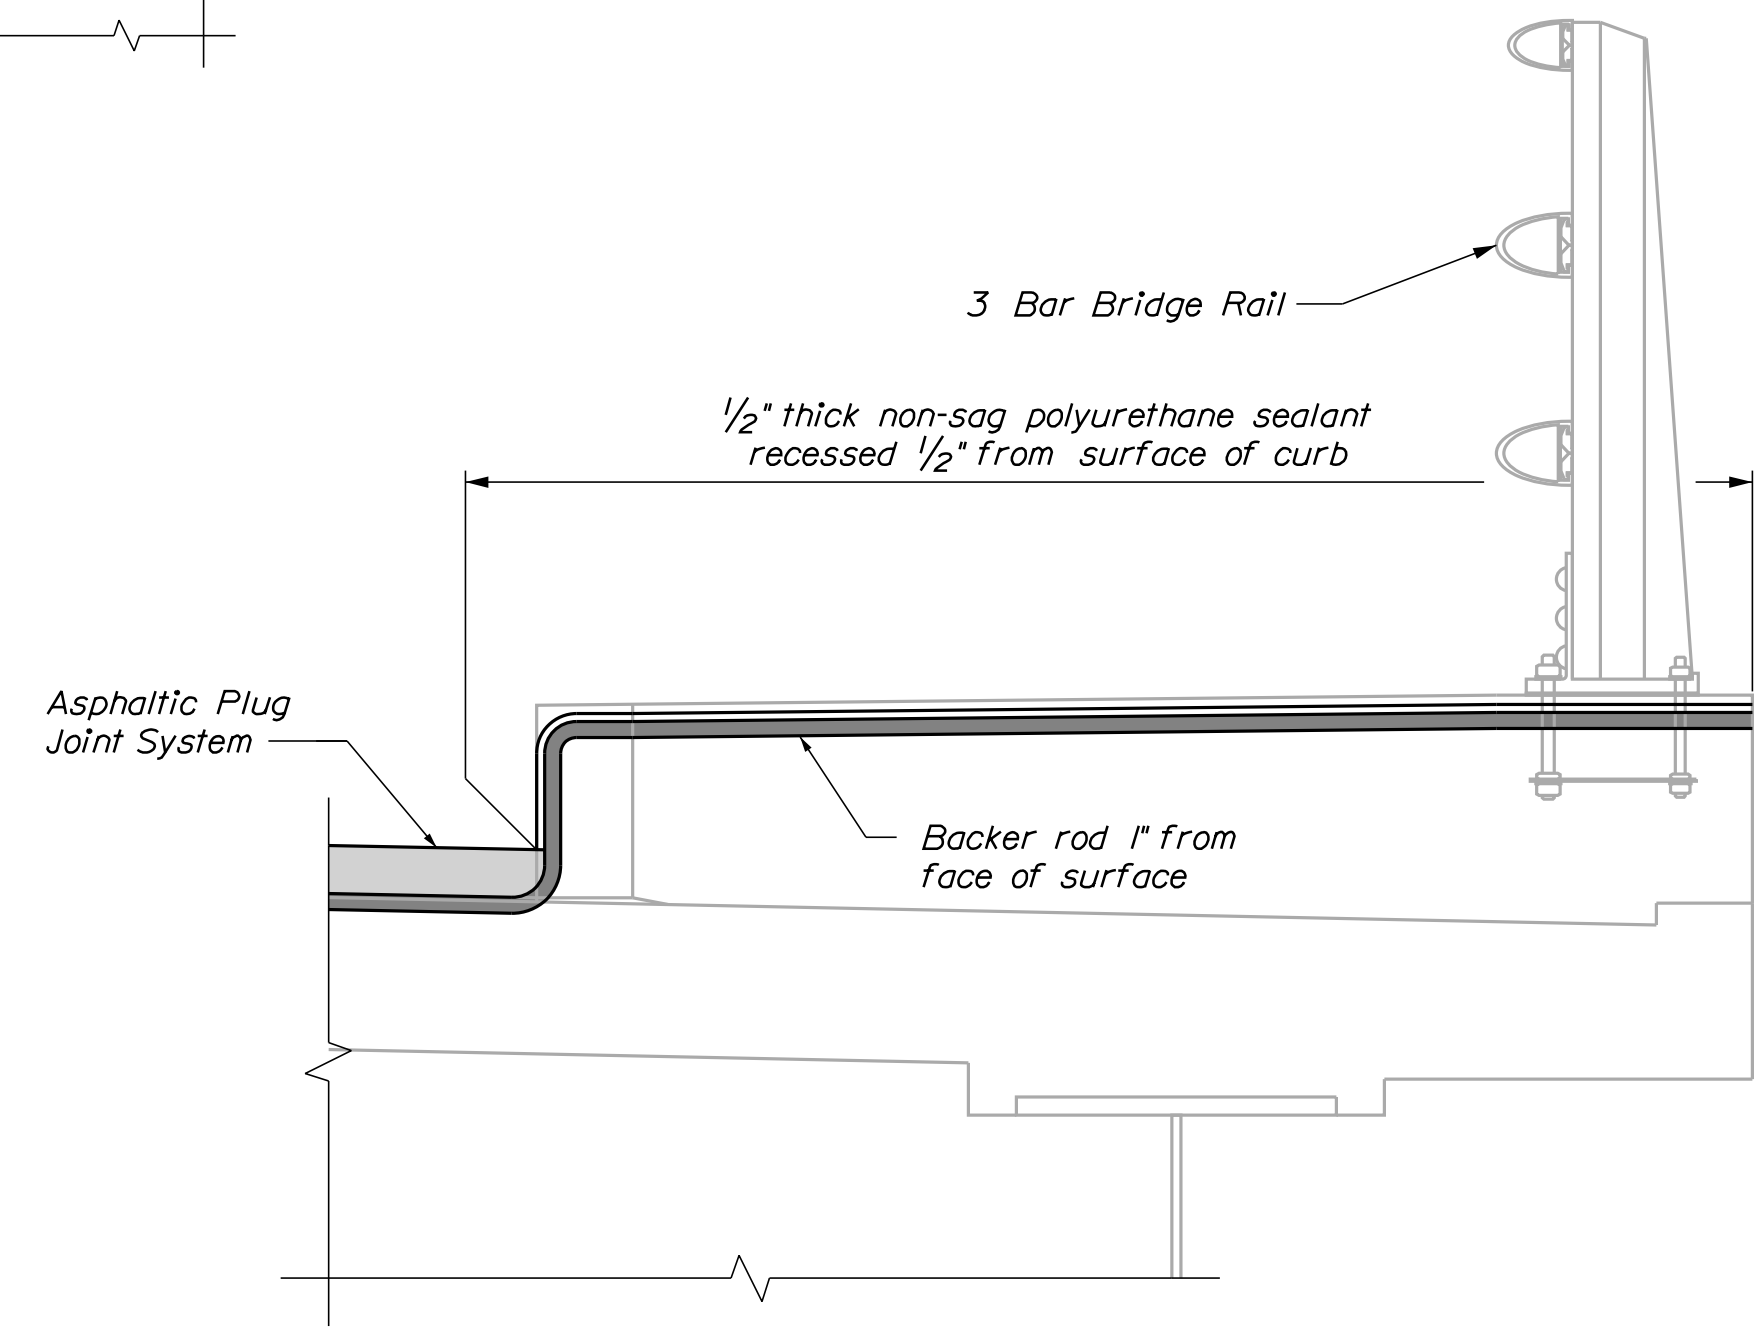 3 Bar Bridge Rail
½" thick non-sag polyurethane sealant
recessed ½" from surface of curb
Asphaltic Plug
Joint System
Backer rod 1" from
face of surface